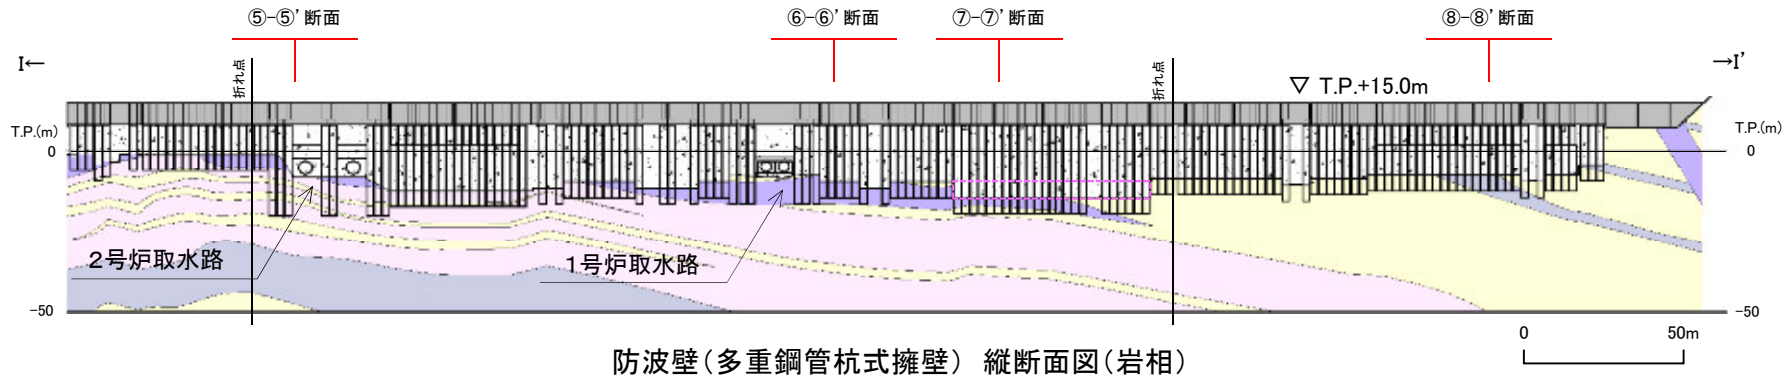 ⑤-⑤’断面
⑥-⑥’断面
⑦-⑦’断面
⑧-⑧’断面
I←
折れ点
折れ点
→I’
▽ T.P.+15.0m
T.P.(m)
T.P.(m)
0
0
2号炉取水路
1号炉取水路
-50
-50
0
50m
防波壁(多重鋼管杭式擁壁) 縦断面図(岩相)